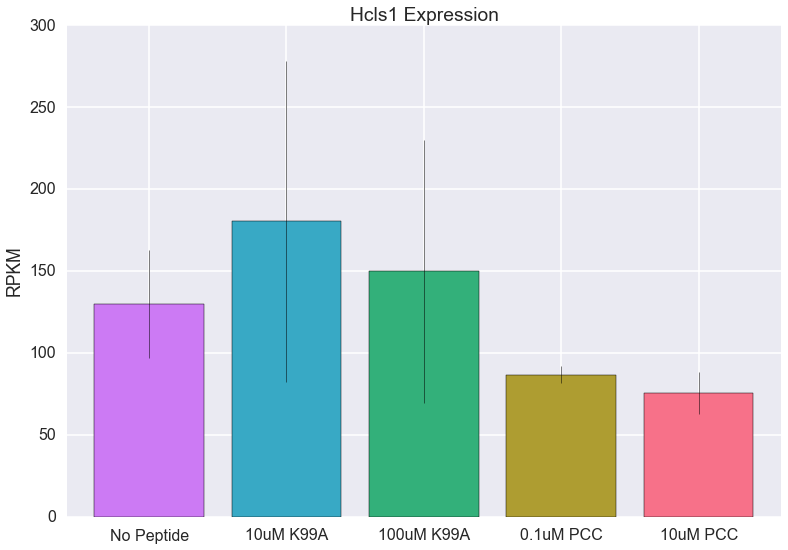 Hcls1 Expression
300
250
200
150
100
50
0
RPKM
No Peptide
10uM K99A
100uM K99A
0.1uM PCC
10uM PCC